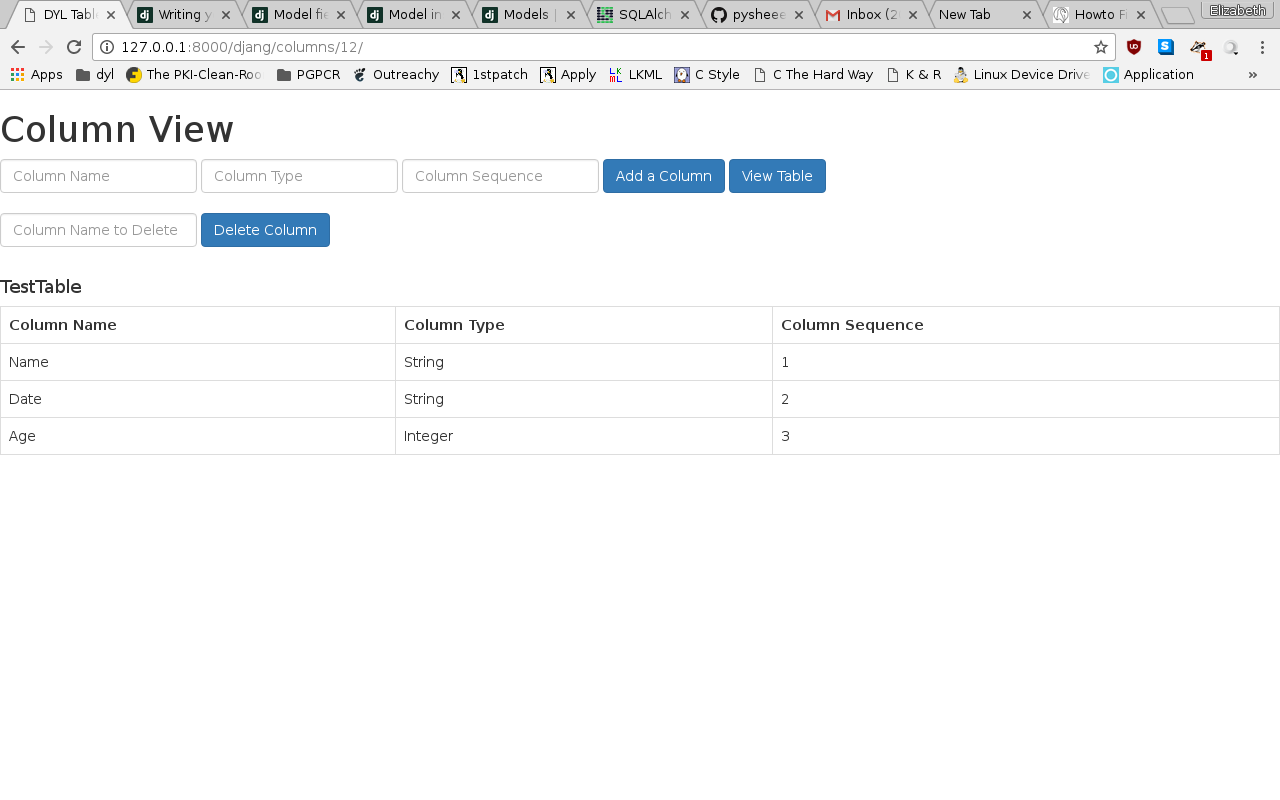 DYL Table Writing y Model fie Model in Models | SQLAlch pysheee Inbox (2 New Tab Howto Fi Elizabeth
127.0.0.1:8000/djang/columns/12/
Apps dyl The PKI-Clean-Roo PGPCR Outreachy 1stpatch Apply LKML C Style C The Hard Way K & R Linux Device Drive Application »
Column View
Column Name Column Type Column Sequence Add a Column View Table
Column Name to Delete Delete Column
TestTable
Column Name Column Type Column Sequence
Name String 1
Date String 2
Age Integer 3